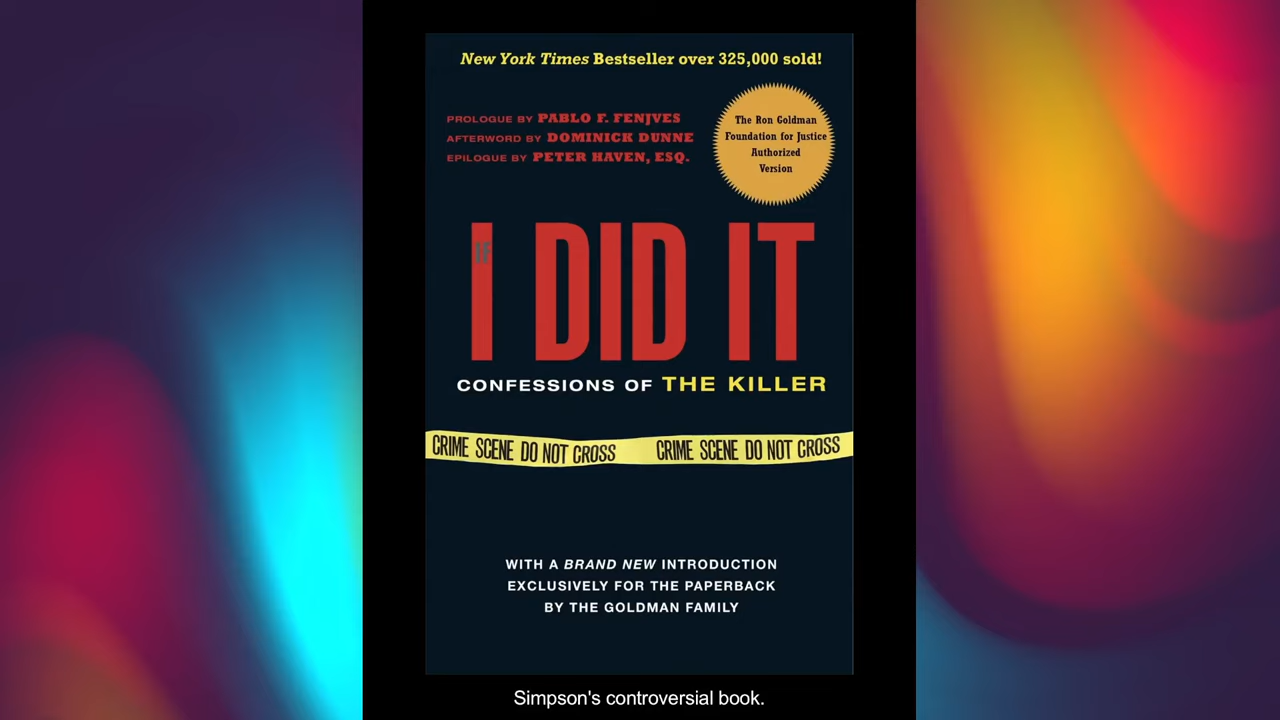 New York Times Bestseller over 325,000 sold!
PROLOGUE BY PABLO F. FENJVES
AFTERWORD BY DOMINICK DUNNE
EPILOGUE BY PETER HAVEN, ESQ.
The Ron Goldman
Foundation for Justice
Authorized
Version
IF
I DID IT
CONFESSIONS OF THE KILLER
CRIME SCENE DO NOT CROSS CRIME SCENE DO NOT CROSS
WITH A BRAND NEW INTRODUCTION
EXCLUSIVELY FOR THE PAPERBACK
BY THE GOLDMAN FAMILY
Simpson's controversial book.